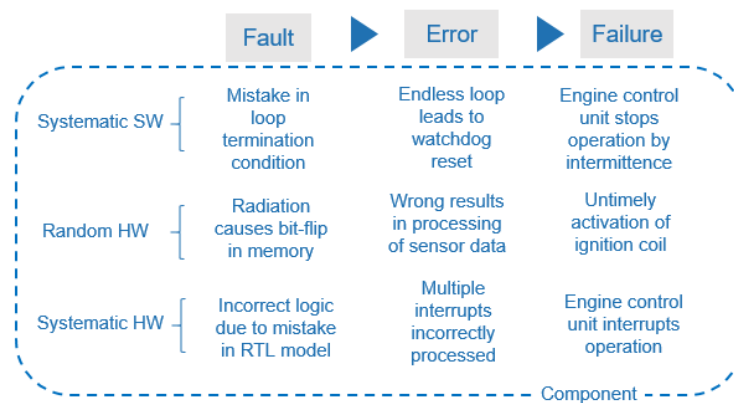 Fault
Error
Failure
Systematic SW
Mistake in
loop
termination
condition
Endless loop
leads to
watchdog
reset
Engine control
unit stops
operation by
intermittence
Random HW
Radiation
causes bit-flip
in memory
Wrong results
in processing
of sensor data
Untimely
activation of
ignition coil
Systematic HW
Incorrect logic
due to mistake
in RTL model
Multiple
interrupts
incorrectly
processed
Engine control
unit interrupts
operation
Component